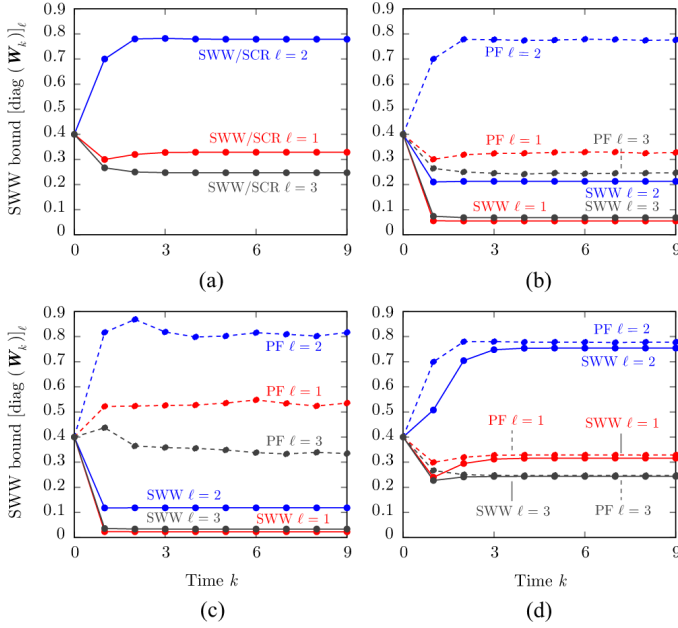 SWW bound [diag (W_k)]_ℓ
0.9
0.8
0.7
0.6
0.5
0.4
0.3
0.2
0.1
0
SWW/SCR ℓ = 2
SWW/SCR ℓ = 1
SWW/SCR ℓ = 3
0 3 6 9
(a)
0.9
0.8
0.7
0.6
0.5
0.4
0.3
0.2
0.1
0
PF ℓ = 2
PF ℓ = 1
PF ℓ = 3
SWW ℓ = 2
SWW ℓ = 3
SWW ℓ = 1
0 3 6 9
(b)
SWW bound [diag (W_k)]_ℓ
0.9
0.8
0.7
0.6
0.5
0.4
0.3
0.2
0.1
0
PF ℓ = 2
PF ℓ = 1
PF ℓ = 3
SWW ℓ = 2
SWW ℓ = 3
SWW ℓ = 1
0 3 6 9
Time k
(c)
0.9
0.8
0.7
0.6
0.5
0.4
0.3
0.2
0.1
0
PF ℓ = 2
SWW ℓ = 2
PF ℓ = 1
SWW ℓ = 1
SWW ℓ = 3
PF ℓ = 3
0 3 6 9
Time k
(d)